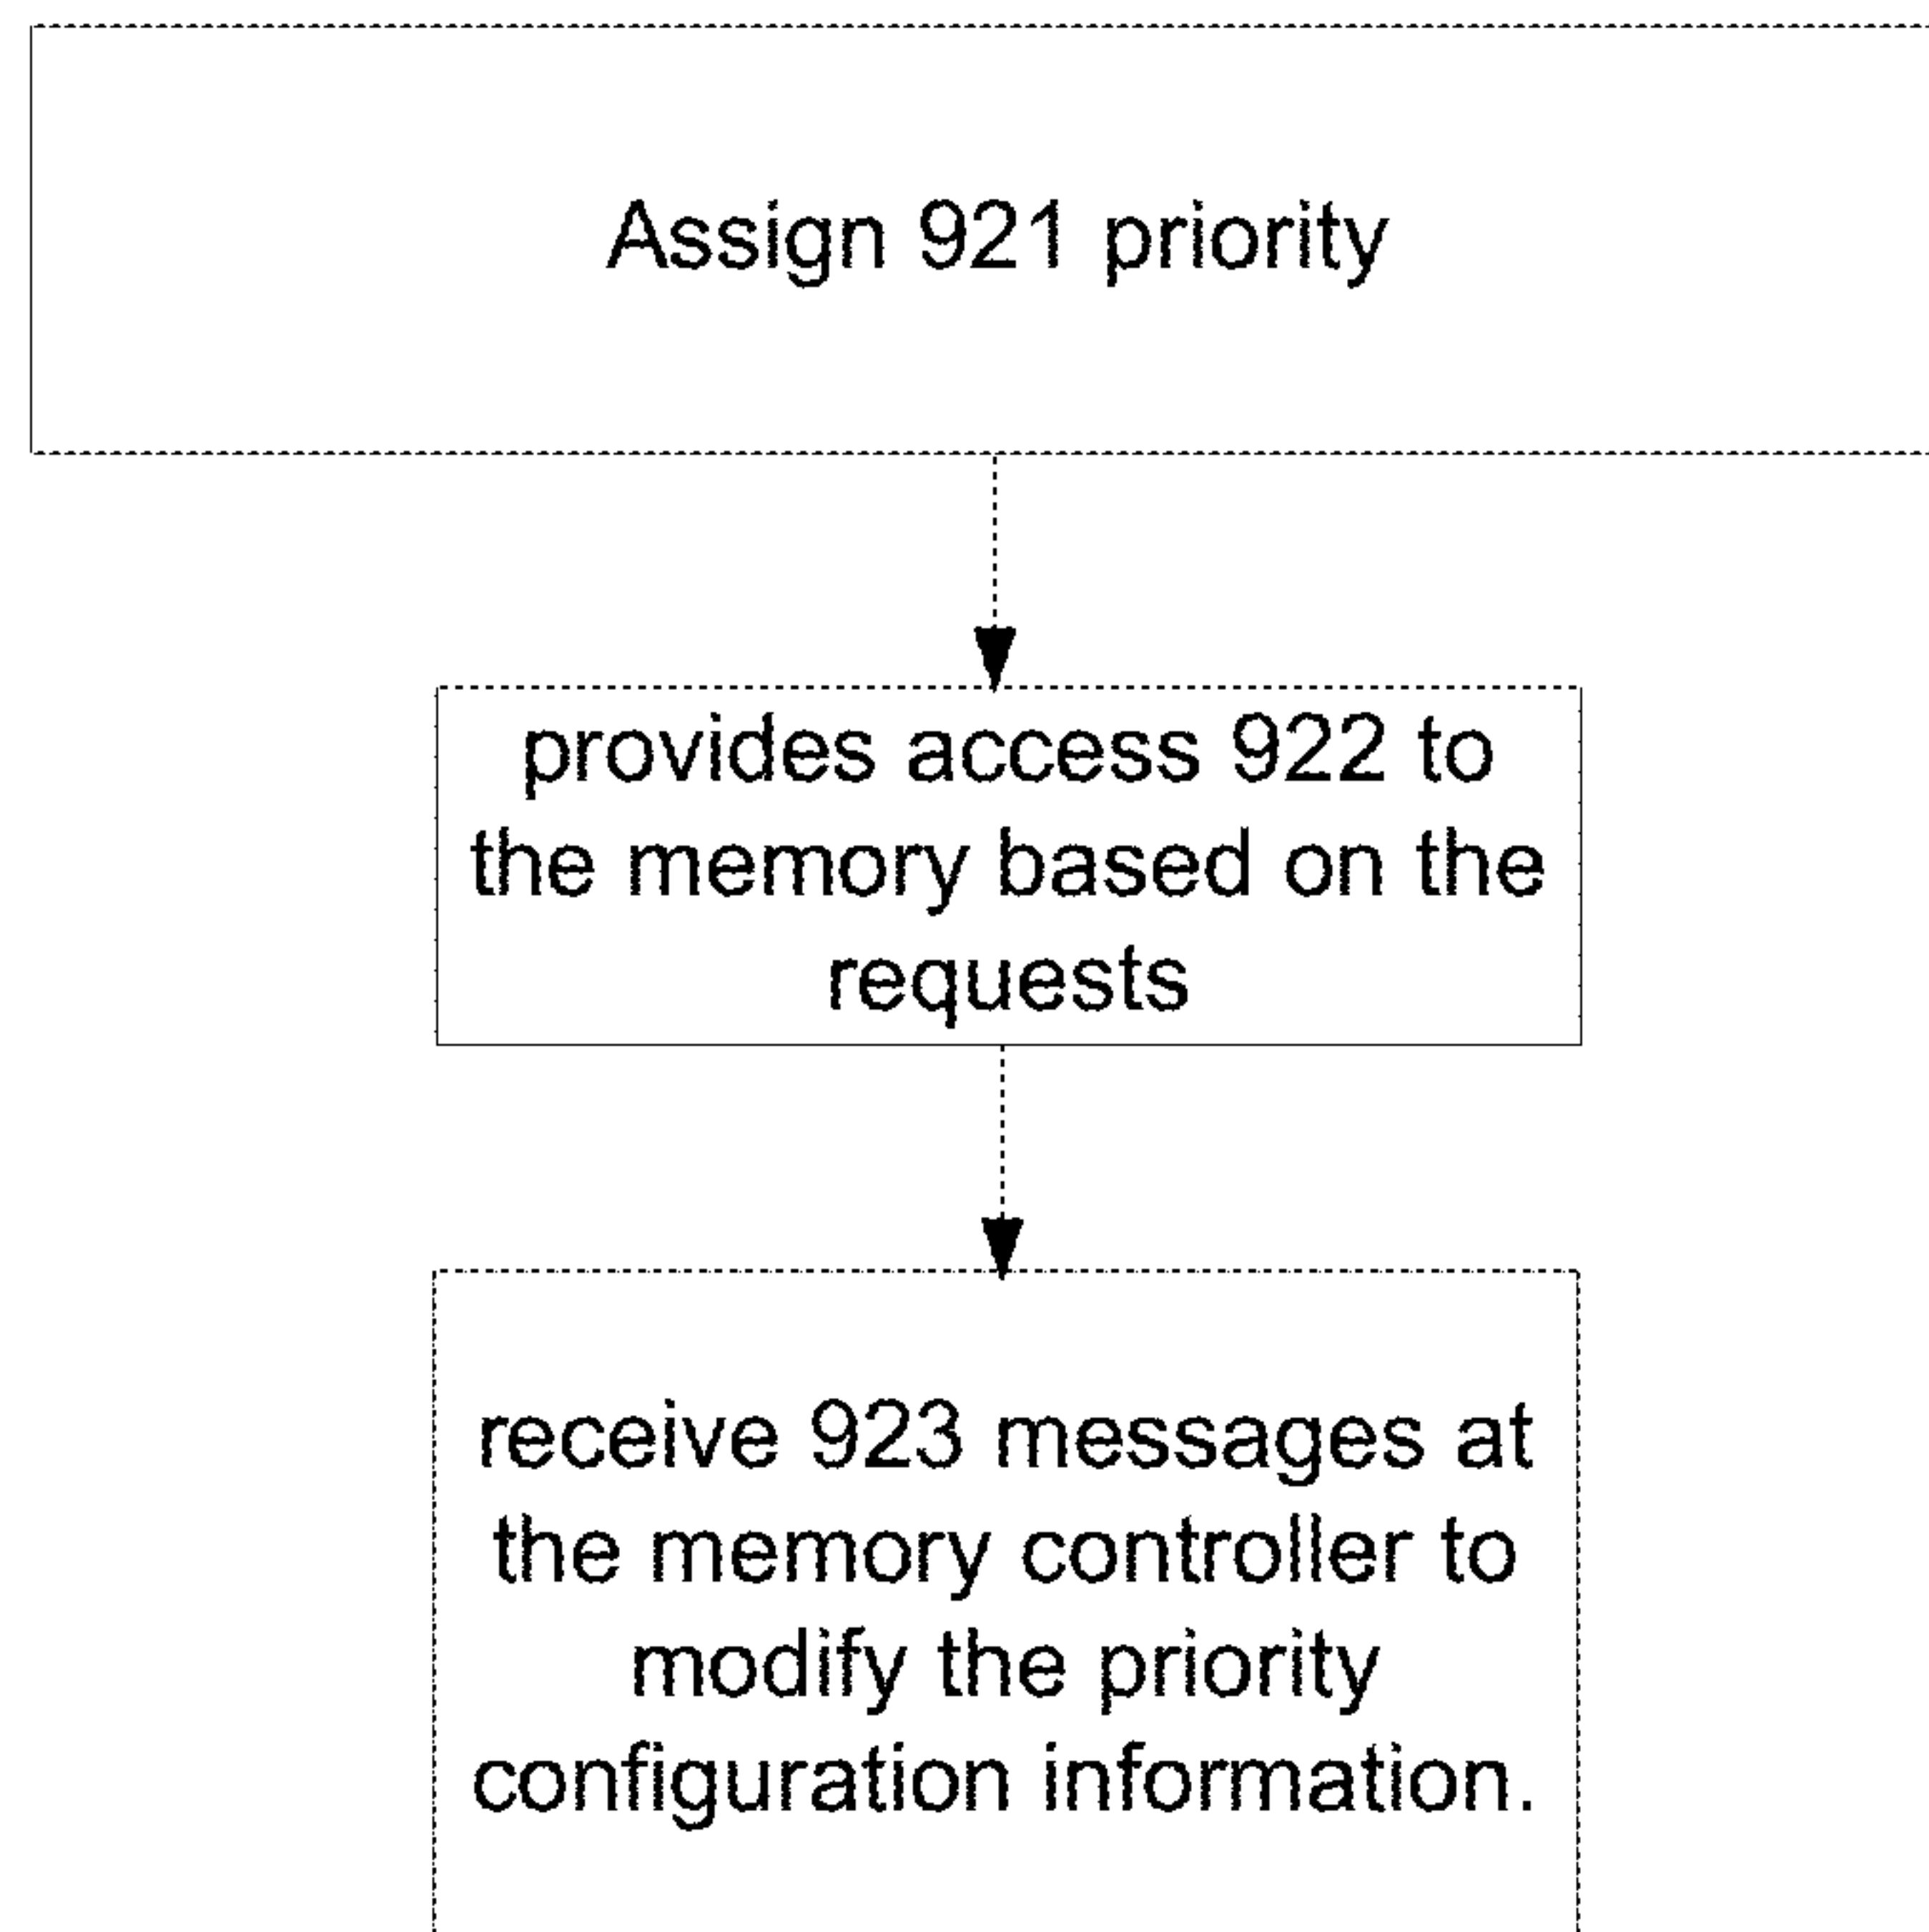 Assign 921 priority
provides access 922 to
the memory based on the
requests
receive 923 messages at
the memory controller to
modify the priority
configuration information.